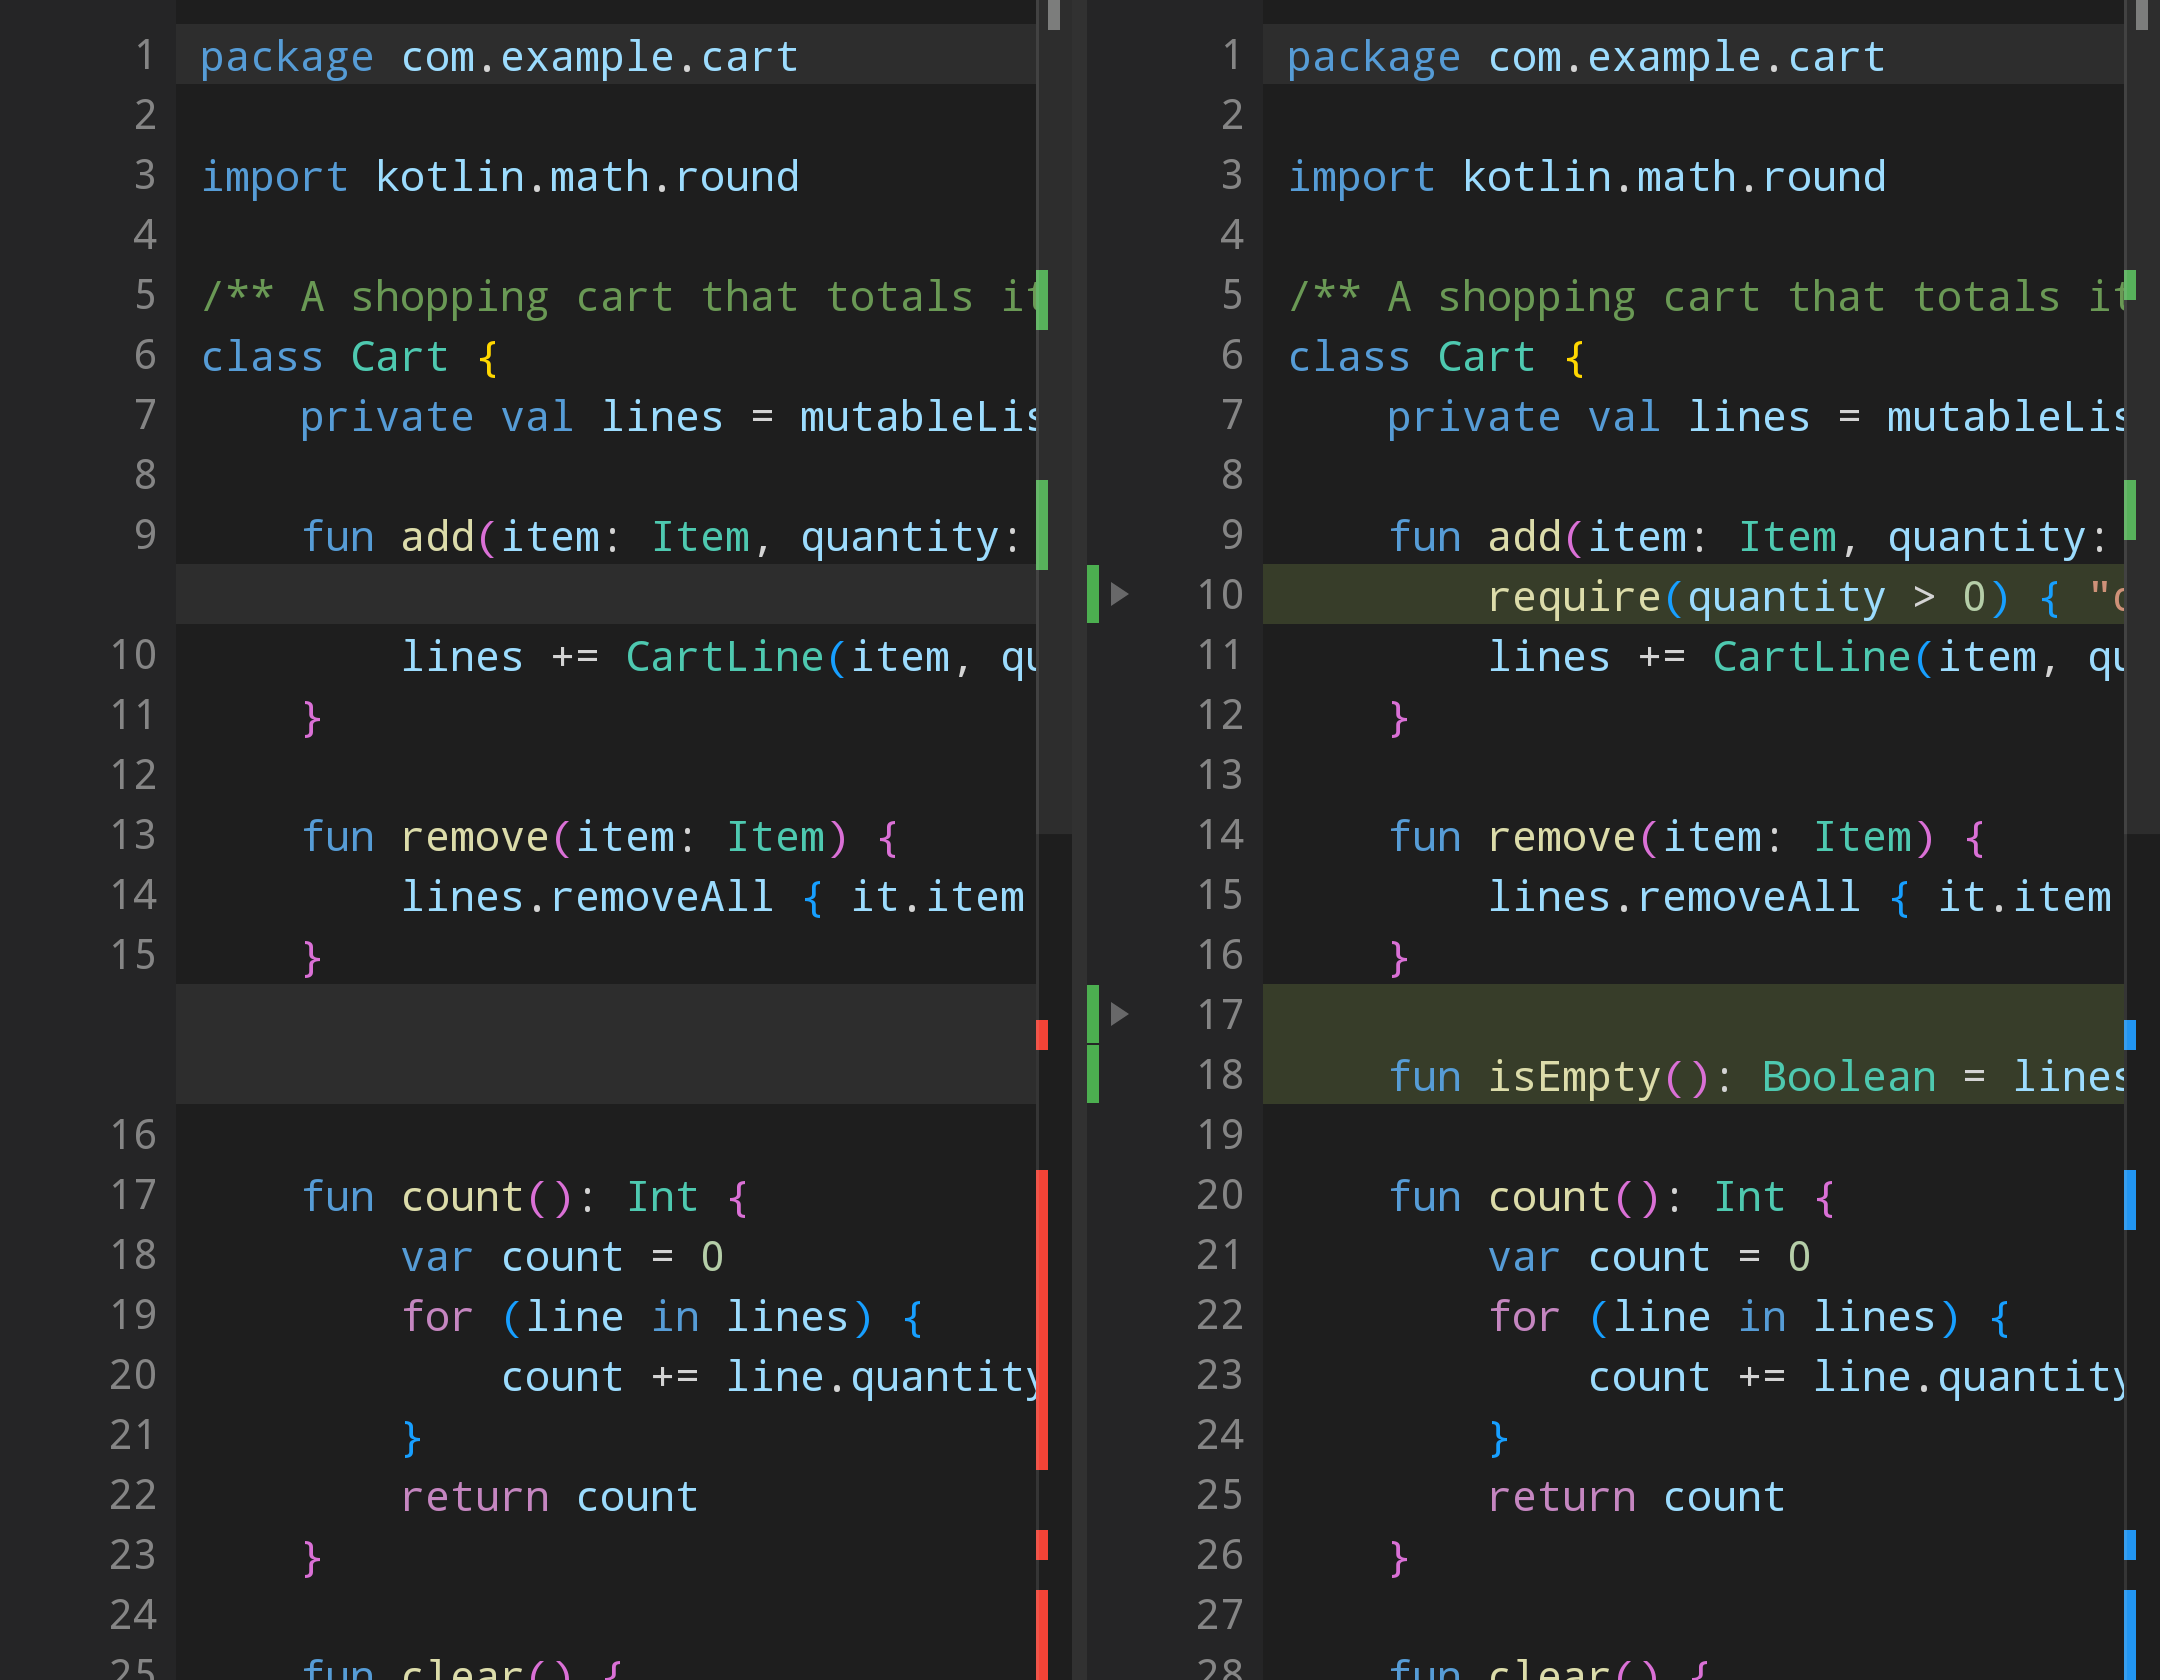 1 package com.example.cart
2
3 import kotlin.math.round
4
5 /** A shopping cart that totals
6 class Cart {
7     private val lines =
8
9     fun add(item: Item, quantity:
10         lines += CartLine(item,
11     }
12
13     fun remove(item: Item) {
14         lines.removeAll { it.item
15     }
16
17     fun count(): Int {
18         var count = 0
19         for (line in lines) {
20             count += line.quantity
21         }
22         return count
23     }
24
25     fun clear() {
1 package com.example.cart
2
3 import kotlin.math.round
4
5 /** A shopping cart that totals
6 class Cart {
7     private val lines =
8
9     fun add(item: Item, quantity:
10         require(quantity > 0) { "
11         lines += CartLine(item,
12     }
13
14     fun remove(item: Item) {
15         lines.removeAll { it.item
16     }
17
18     fun isEmpty(): Boolean = lines
19
20     fun count(): Int {
21         var count = 0
22         for (line in lines) {
23             count += line.quantity
24         }
25         return count
26     }
27
28     fun clear() {